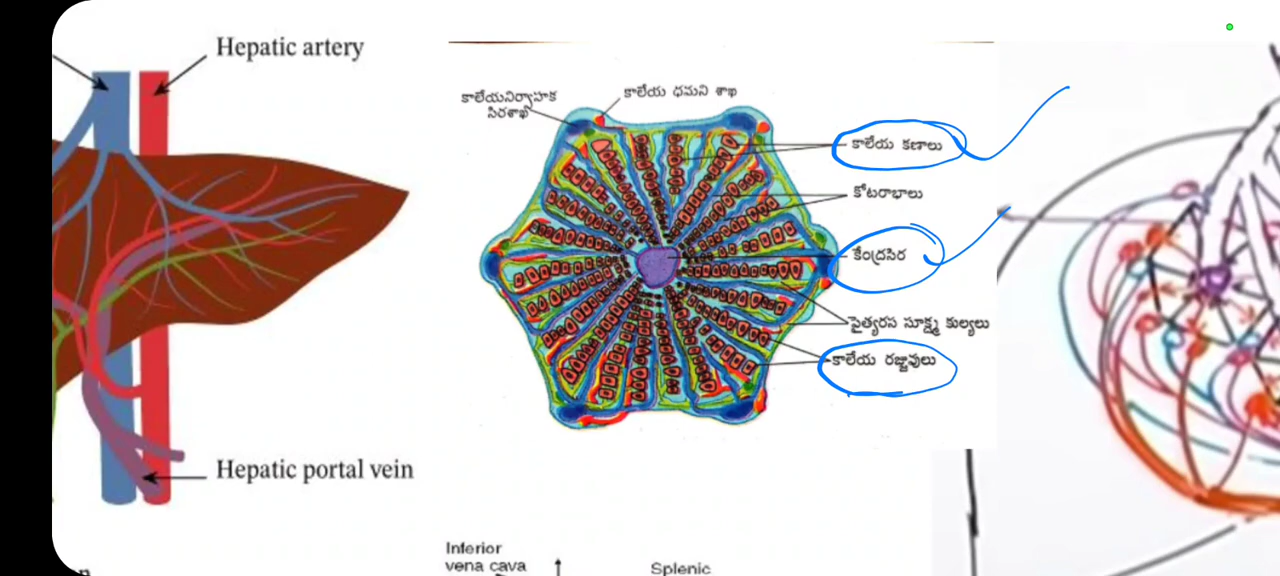 Hepatic artery
కాలేయనిర్వాహక
సిరశాఖ
కాలేయ ధమని శాఖ
కాలేయ కణాలు
కోటరాభాలు
కేంద్రసిర
పైత్యరస సూక్ష్మ కుల్యలు
కాలేయ రజ్జువులు
Hepatic portal vein
Inferior
vena cava
Splenic